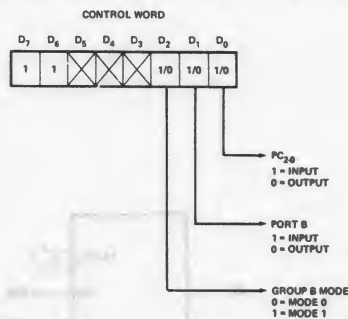 CONTROL WORD
D7 D6 D5 D4 D3 D2 D1 D0
1 1 1/0 1/0 1/0
PC2-0
1 = INPUT
0 = OUTPUT
PORT B
1 = INPUT
0 = OUTPUT
GROUP B MODE
0 = MODE 0
1 = MODE 1